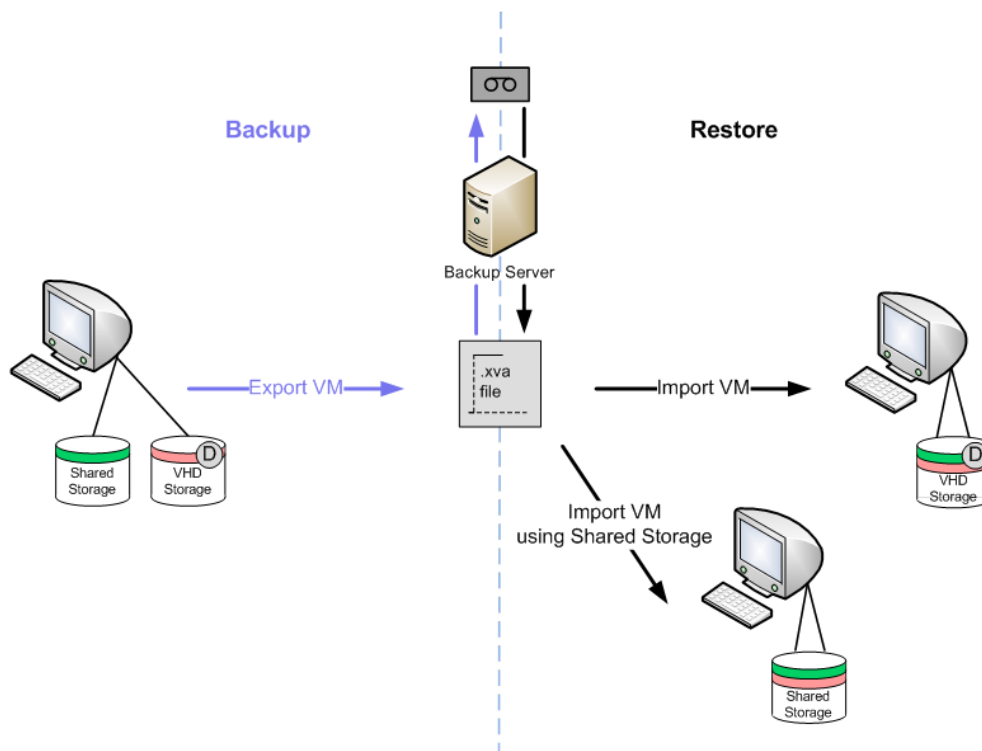 Backup
Restore
Backup Server
.xva
file
Export VM
Import VM
Shared
Storage
D
VHD
Storage
D
VHD
Storage
Import VM
using Shared Storage
Shared
Storage